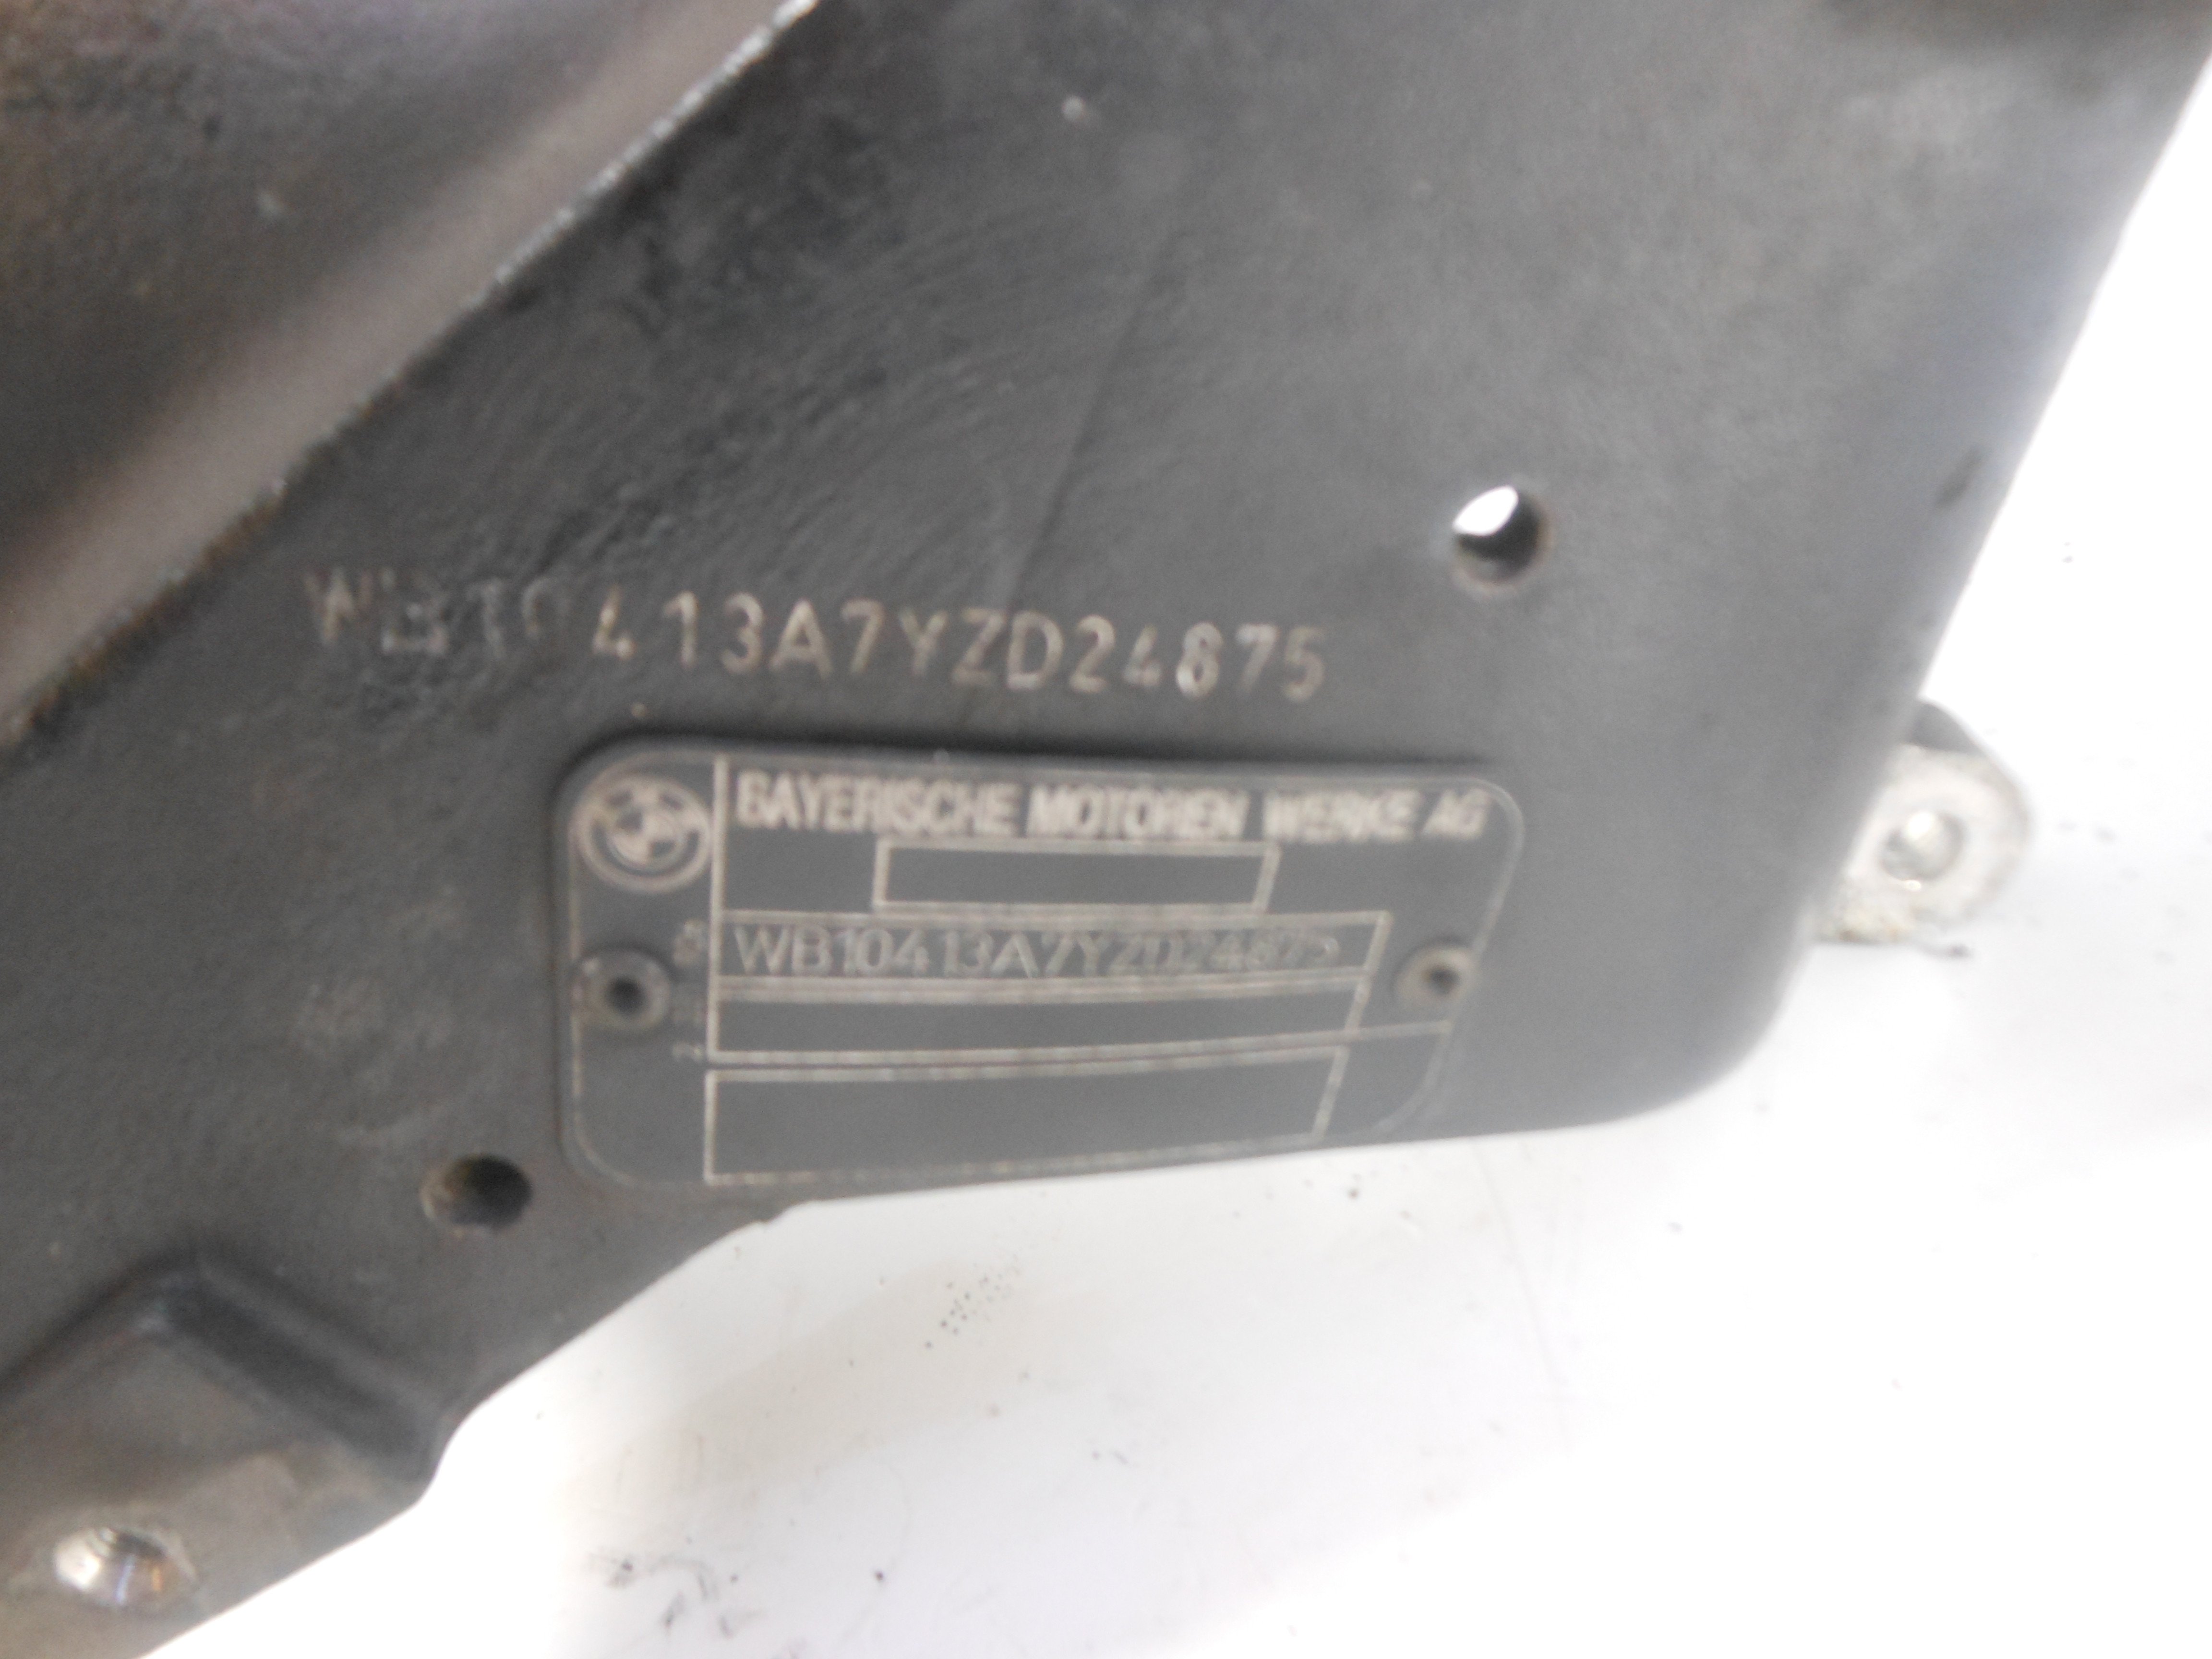 WB10413A7YZD24875
BAYERISCHE MOTOREN WERKE AG
WB10413A7YZD24875